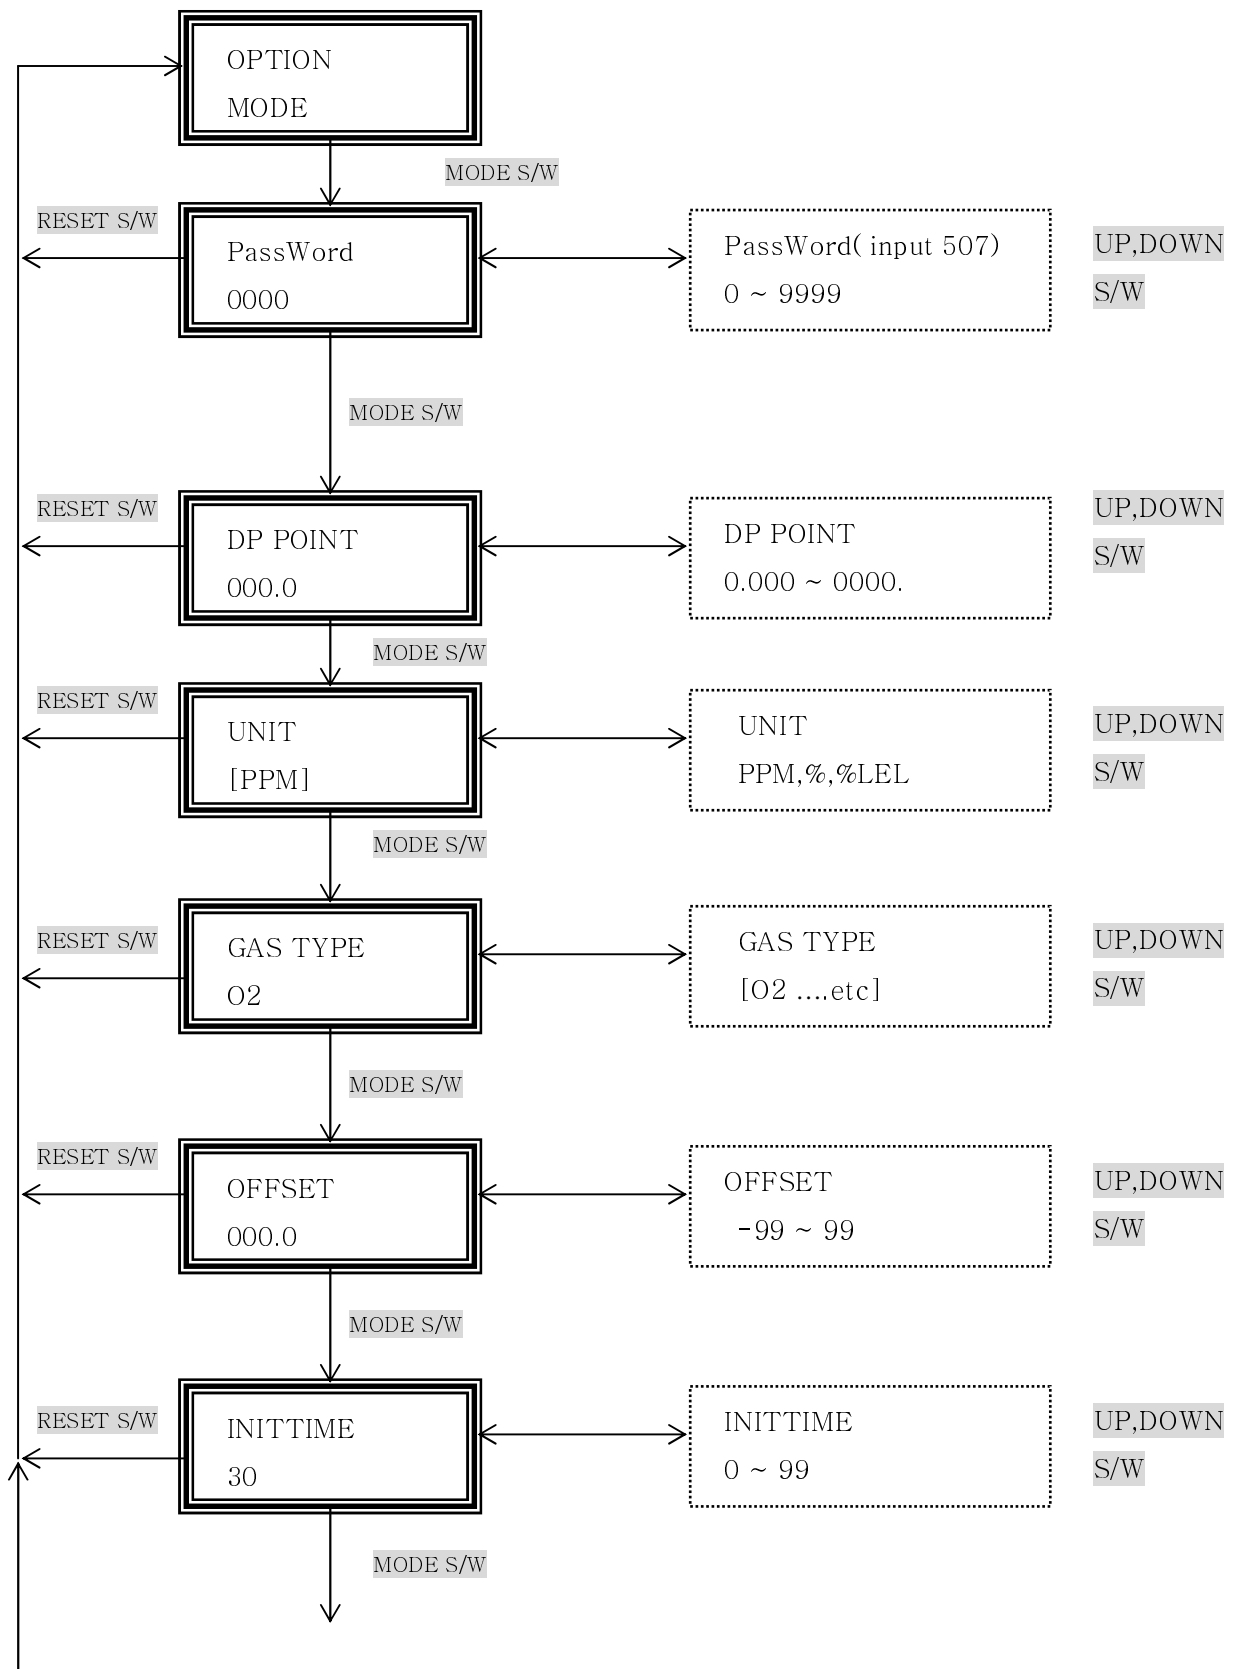 OPTION
MODE
MODE S/W
RESET S/W
PassWord
0000
PassWord( input 507)
0 ~ 9999
UP,DOWN
S/W
MODE S/W
RESET S/W
DP POINT
000.0
DP POINT
0.000 ~ 0000.
UP,DOWN
S/W
MODE S/W
RESET S/W
UNIT
[PPM]
UNIT
PPM,%,%LEL
UP,DOWN
S/W
MODE S/W
RESET S/W
GAS TYPE
O2
GAS TYPE
[O2 ....etc]
UP,DOWN
S/W
MODE S/W
RESET S/W
OFFSET
000.0
OFFSET
-99 ~ 99
UP,DOWN
S/W
MODE S/W
RESET S/W
INITTIME
30
INITTIME
0 ~ 99
UP,DOWN
S/W
MODE S/W